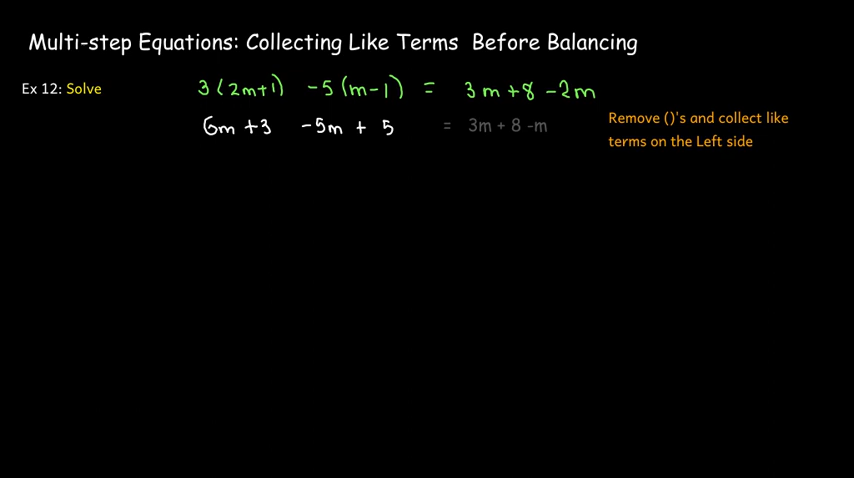 Multi-step Equations: Collecting Like Terms Before Balancing
Ex 12: Solve 3(2m+1) -5(m-1) = 3m+8-2m
6m+3 -5m+5 = 3m + 8 -m
Remove ()'s and collect like
terms on the Left side